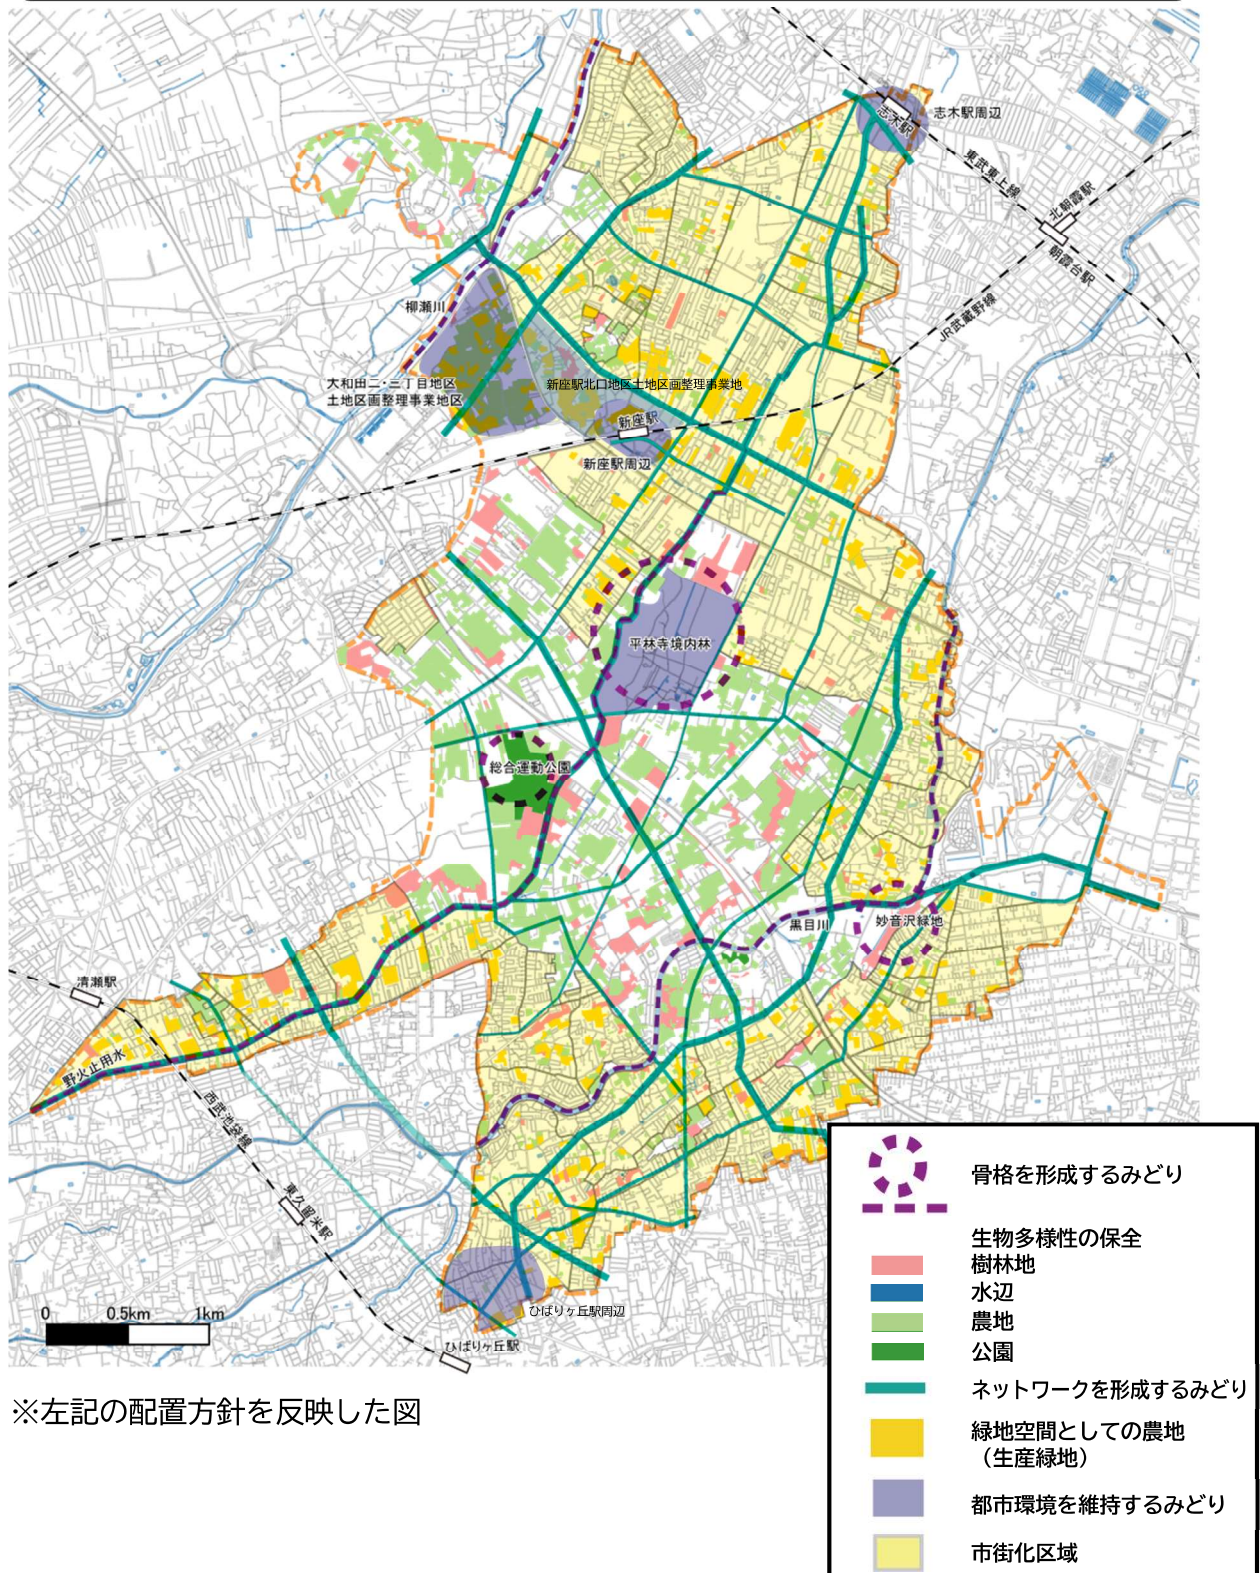 志木駅
志木駅周辺
東武東上線
北朝霞駅
朝霞台駅
JR武蔵野線
柳瀬川
大和田二・三丁目地区
土地区画整理事業地区
新座駅北口地区土地区画整理事業地
新座駅
新座駅周辺
平林寺境内林
総合運動公園
黒目川
妙音沢緑地
清瀬駅
野火止用水
西武池袋線
東久留米駅
ひばりヶ丘駅周辺
ひばりヶ丘駅
0 0.5km 1km
※左記の配置方針を反映した図
骨格を形成するみどり
生物多様性の保全
樹林地
水辺
農地
公園
ネットワークを形成するみどり
緑地空間としての農地
（生産緑地）
都市環境を維持するみどり
市街化区域